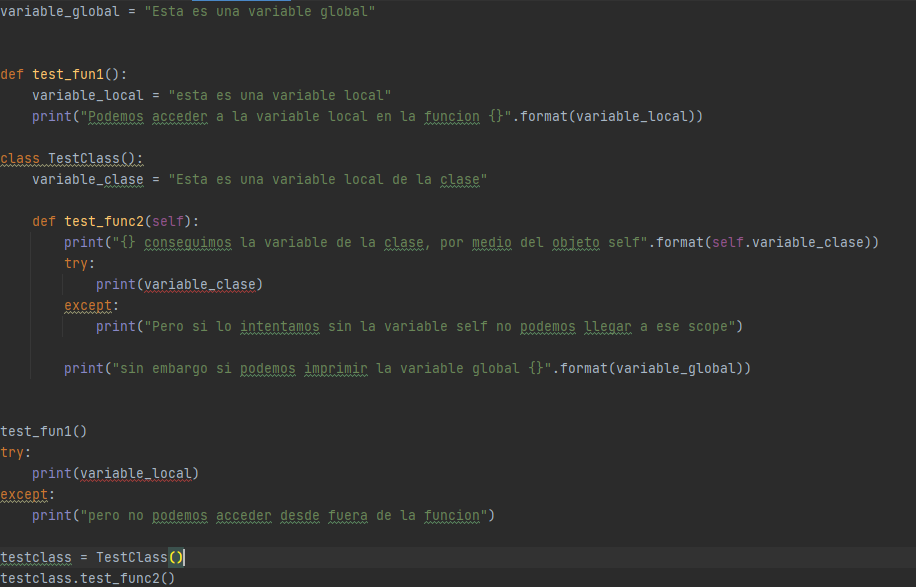 variable_global = "Esta es una variable global"
def test_fun1():
    variable_local = "esta es una variable local"
    print("Podemos acceder a la variable local en la funcion {}".format(variable_local))
class TestClass():
    variable_clase = "Esta es una variable local de la clase"
    def test_func2(self):
        print("{} conseguimos la variable de la clase, por medio del objeto self".format(self.variable_clase))
        try:
            print(variable_clase)
        except:
            print("Pero si lo intentamos sin la variable self no podemos llegar a ese scope")
        print("sin embargo si podemos imprimir la variable global {}".format(variable_global))
test_fun1()
try:
    print(variable_local)
except:
    print("pero no podemos acceder desde fuera de la funcion")
testclass = TestClass()
testclass.test_func2()